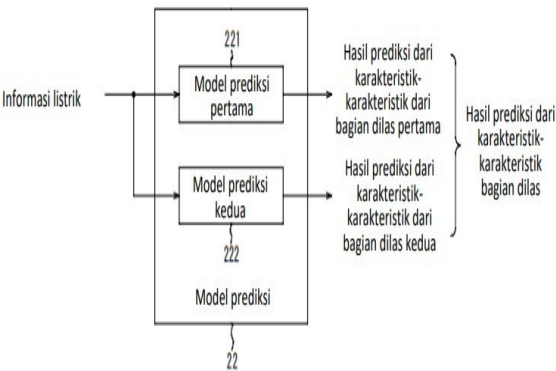 221
Model prediksi
pertama
Informasi listrik
Hasil prediksi dari
karakteristik-
karakteristik dari
bagian dilas pertama
Hasil prediksi dari
karakteristik-
karakteristik
bagian dilas
Model prediksi
kedua
222
Hasil prediksi dari
karakteristik-
karakteristik dari
bagian dilas kedua
Model prediksi
22